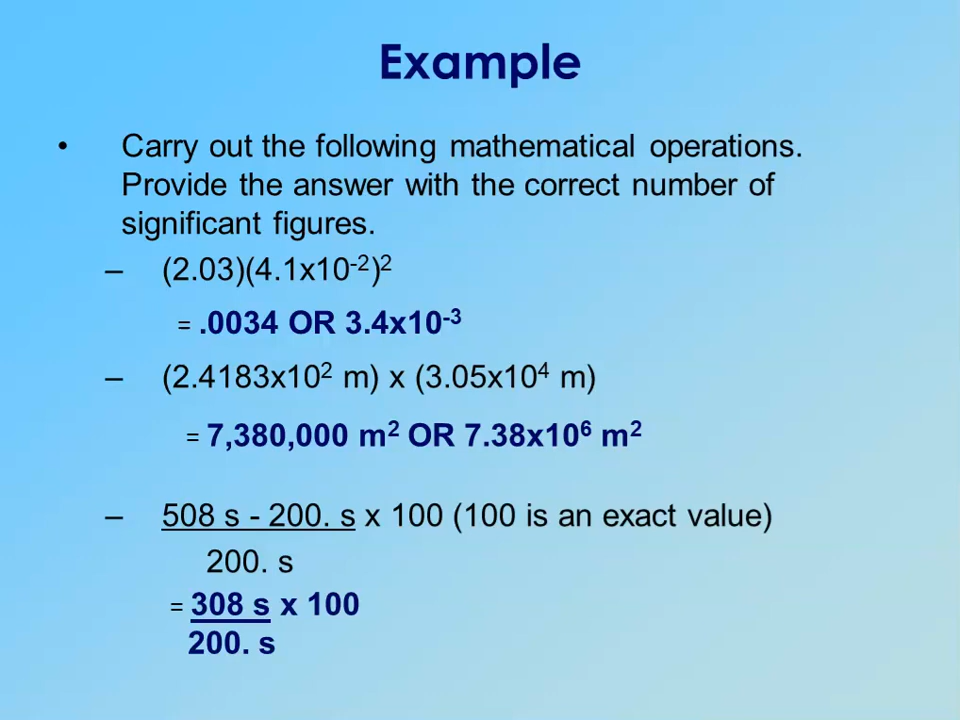 Example
• Carry out the following mathematical operations.
Provide the answer with the correct number of
significant figures.
– (2.03)(4.1x10⁻²)²
= .0034 OR 3.4x10⁻³
– (2.4183x10² m) x (3.05x10⁴ m)
= 7,380,000 m² OR 7.38x10⁶ m²
– 508 s - 200. s x 100 (100 is an exact value)
200. s
= 308 s x 100
200. s